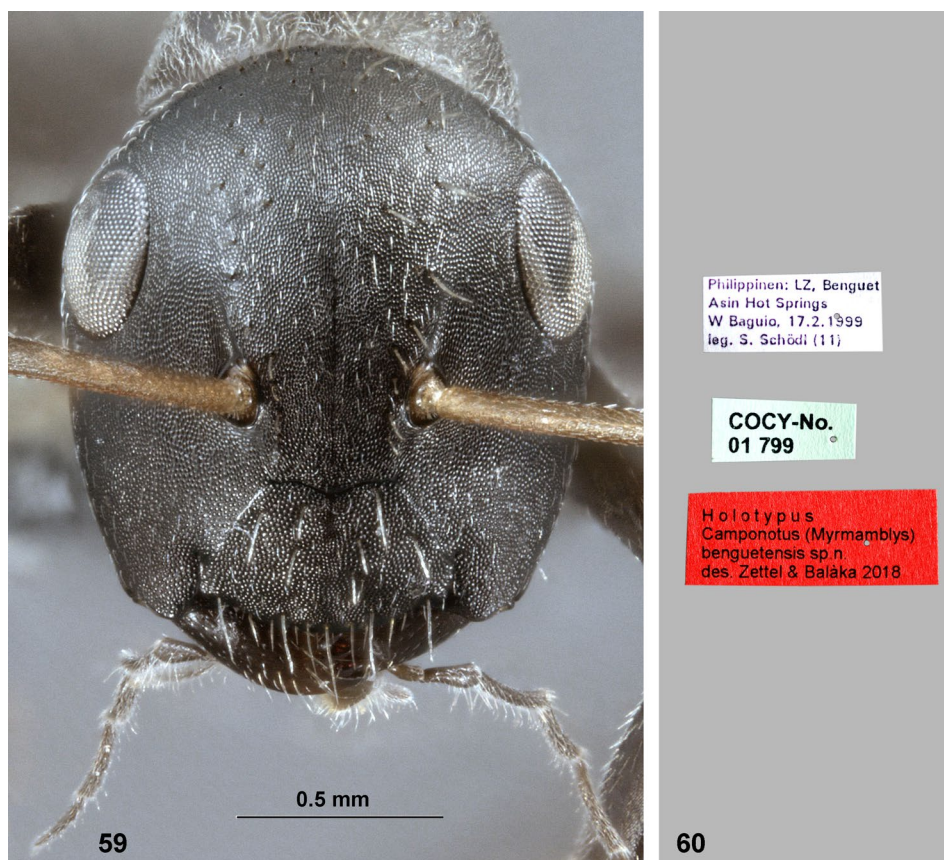 0.5 mm
59
Philippinen: LZ, Benguet
Asin Hot Springs
W Baguio, 17.2.1999
leg. S. Schödl (11)
COCY-No.
01 799
Holotypus
Camponotus (Myrmamblys)
benguetensis sp.n.
des. Zettel & Balàka 2018
60